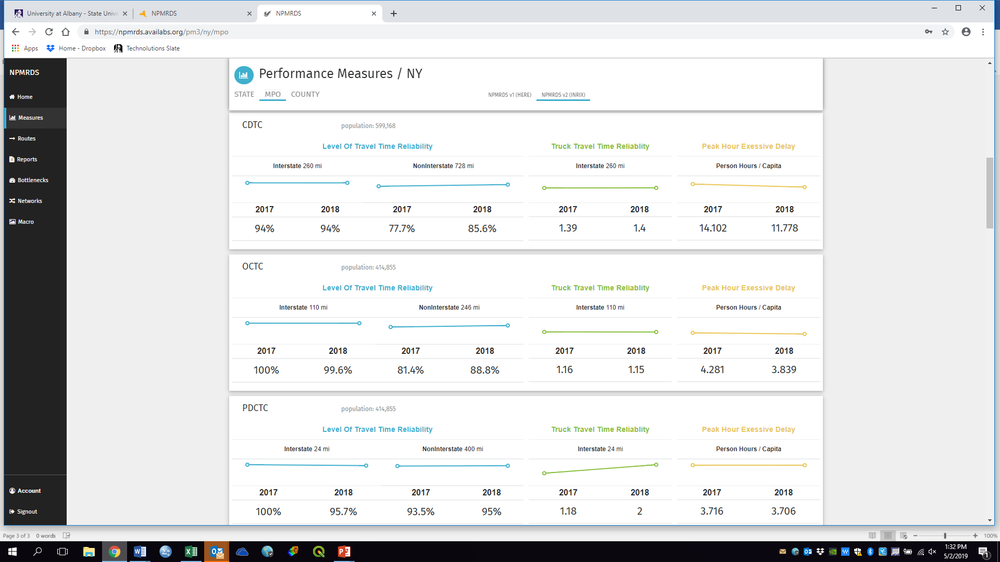 University at Albany - State Unive
NPMRDS
NPMRDS
https://npmrds.availabs.org/pm3/ny/mpo
Apps
Home - Dropbox
Technolutions Slate
NPMRDS
Home
Measures
Routes
Reports
Bottlenecks
Networks
Macro
Account
Signout
Performance Measures / NY
STATE MPO COUNTY NPMRDS v1 (HERE) NPMRDS v2 (INRIX)
CDTC population: 599,168
Level Of Travel Time Reliability Truck Travel Time Reliablity Peak Hour Exessive Delay
Interstate 260 mi NonInterstate 728 mi Interstate 260 mi Person Hours / Capita
2017 2018 2017 2018 2017 2018 2017 2018
94% 94% 77.7% 85.6% 1.39 1.4 14.102 11.778
OCTC population: 414,855
Level Of Travel Time Reliability Truck Travel Time Reliablity Peak Hour Exessive Delay
Interstate 110 mi NonInterstate 246 mi Interstate 110 mi Person Hours / Capita
2017 2018 2017 2018 2017 2018 2017 2018
100% 99.6% 81.4% 88.8% 1.16 1.15 4.281 3.839
PDCTC population: 414,855
Level Of Travel Time Reliability Truck Travel Time Reliablity Peak Hour Exessive Delay
Interstate 24 mi NonInterstate 400 mi Interstate 24 mi Person Hours / Capita
2017 2018 2017 2018 2017 2018 2017 2018
100% 95.7% 93.5% 95% 1.18 2 3.716 3.706
Page 3 of 3 0 words 100%
1:32 PM
5/2/2019
1